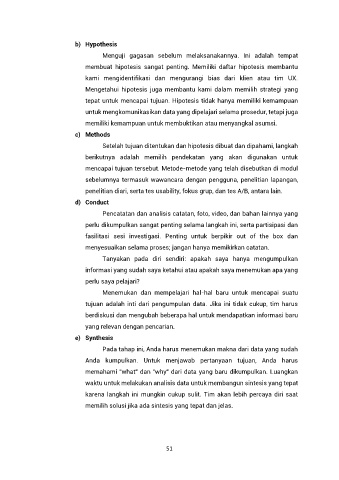 b) Hypothesis
Menguji gagasan sebelum melaksanakannya. Ini adalah tempat
membuat hipotesis sangat penting. Memiliki daftar hipotesis membantu
kami mengidentifikasi dan mengurangi bias dari klien atau tim UX.
Mengetahui hipotesis juga membantu kami dalam memilih strategi yang
tepat untuk mencapai tujuan. Hipotesis tidak hanya memiliki kemampuan
untuk mengkomunikasikan data yang dipelajari selama prosedur, tetapi juga
memiliki kemampuan untuk membuktikan atau menyangkal asumsi.
c) Methods
Setelah tujuan ditentukan dan hipotesis dibuat dan dipahami, langkah
berikutnya adalah memilih pendekatan yang akan digunakan untuk
mencapai tujuan tersebut. Metode-metode yang telah disebutkan di modul
sebelumnya termasuk wawancara dengan pengguna, penelitian lapangan,
penelitian diari, serta tes usability, fokus grup, dan tes A/B, antara lain.
d) Conduct
Pencatatan dan analisis catatan, foto, video, dan bahan lainnya yang
perlu dikumpulkan sangat penting selama langkah ini, serta partisipasi dan
fasilitasi sesi investigasi. Penting untuk berpikir out of the box dan
menyesuaikan selama proses; jangan hanya memikirkan catatan.
Tanyakan pada diri sendiri: apakah saya hanya mengumpulkan
informasi yang sudah saya ketahui atau apakah saya menemukan apa yang
perlu saya pelajari?
Menemukan dan mempelajari hal-hal baru untuk mencapai suatu
tujuan adalah inti dari pengumpulan data. Jika ini tidak cukup, tim harus
berdiskusi dan mengubah beberapa hal untuk mendapatkan informasi baru
yang relevan dengan pencarian.
e) Synthesis
Pada tahap ini, Anda harus menemukan makna dari data yang sudah
Anda kumpulkan. Untuk menjawab pertanyaan tujuan, Anda harus
memahami "what" dan "why" dari data yang baru dikumpulkan. Luangkan
waktu untuk melakukan analisis data untuk membangun sintesis yang tepat
karena langkah ini mungkin cukup sulit. Tim akan lebih percaya diri saat
memilih solusi jika ada sintesis yang tepat dan jelas.
51